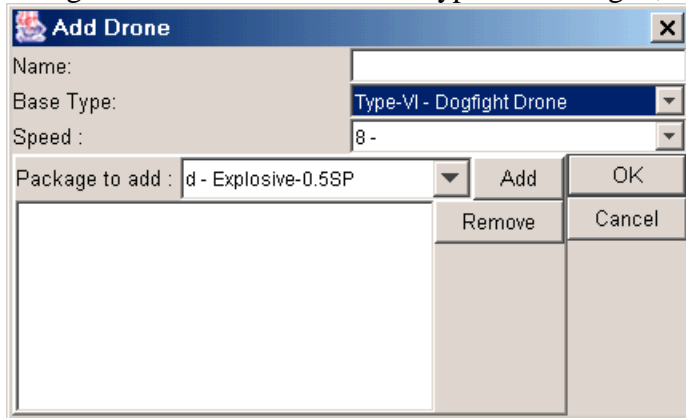 Add Drone
Name:
Base Type: Type-VI - Dogfight Drone
Speed : 8 -
Package to add : d - Explosive-0.5SP Add OK
Remove Cancel